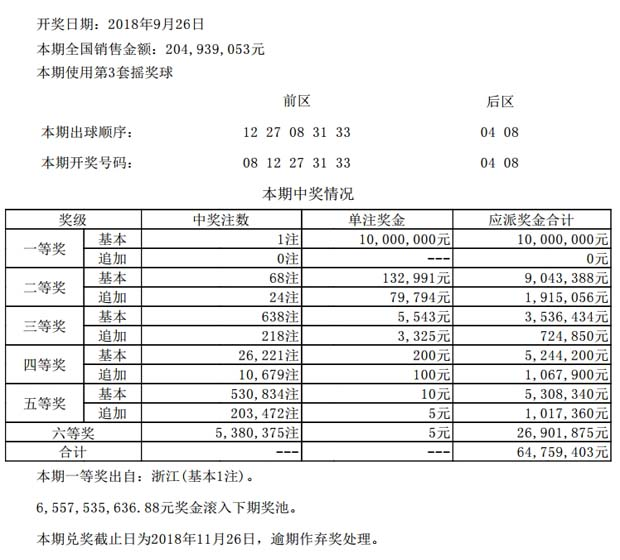 开奖日期：2018年9月26日
本期全国销售金额：204,939,053元
本期使用第3套摇奖球
前区 后区
本期出球顺序： 12 27 08 31 33 04 08
本期开奖号码： 08 12 27 31 33 04 08
本期中奖情况
奖级 中奖注数 单注奖金 应派奖金合计
一等奖 基本 1注 10,000,000元 10,000,000元
追加 0注 --- 0元
二等奖 基本 68注 132,991元 9,043,388元
追加 24注 79,794元 1,915,056元
三等奖 基本 638注 5,543元 3,536,434元
追加 218注 3,325元 724,850元
四等奖 基本 26,221注 200元 5,244,200元
追加 10,679注 100元 1,067,900元
五等奖 基本 530,834注 10元 5,308,340元
追加 203,472注 5元 1,017,360元
六等奖 5,380,375注 5元 26,901,875元
合计 --- --- 64,759,403元
本期一等奖出自：浙江(基本1注)。
6,557,535,636.88元奖金滚入下期奖池。
本期兑奖截止日为2018年11月26日，逾期作弃奖处理。